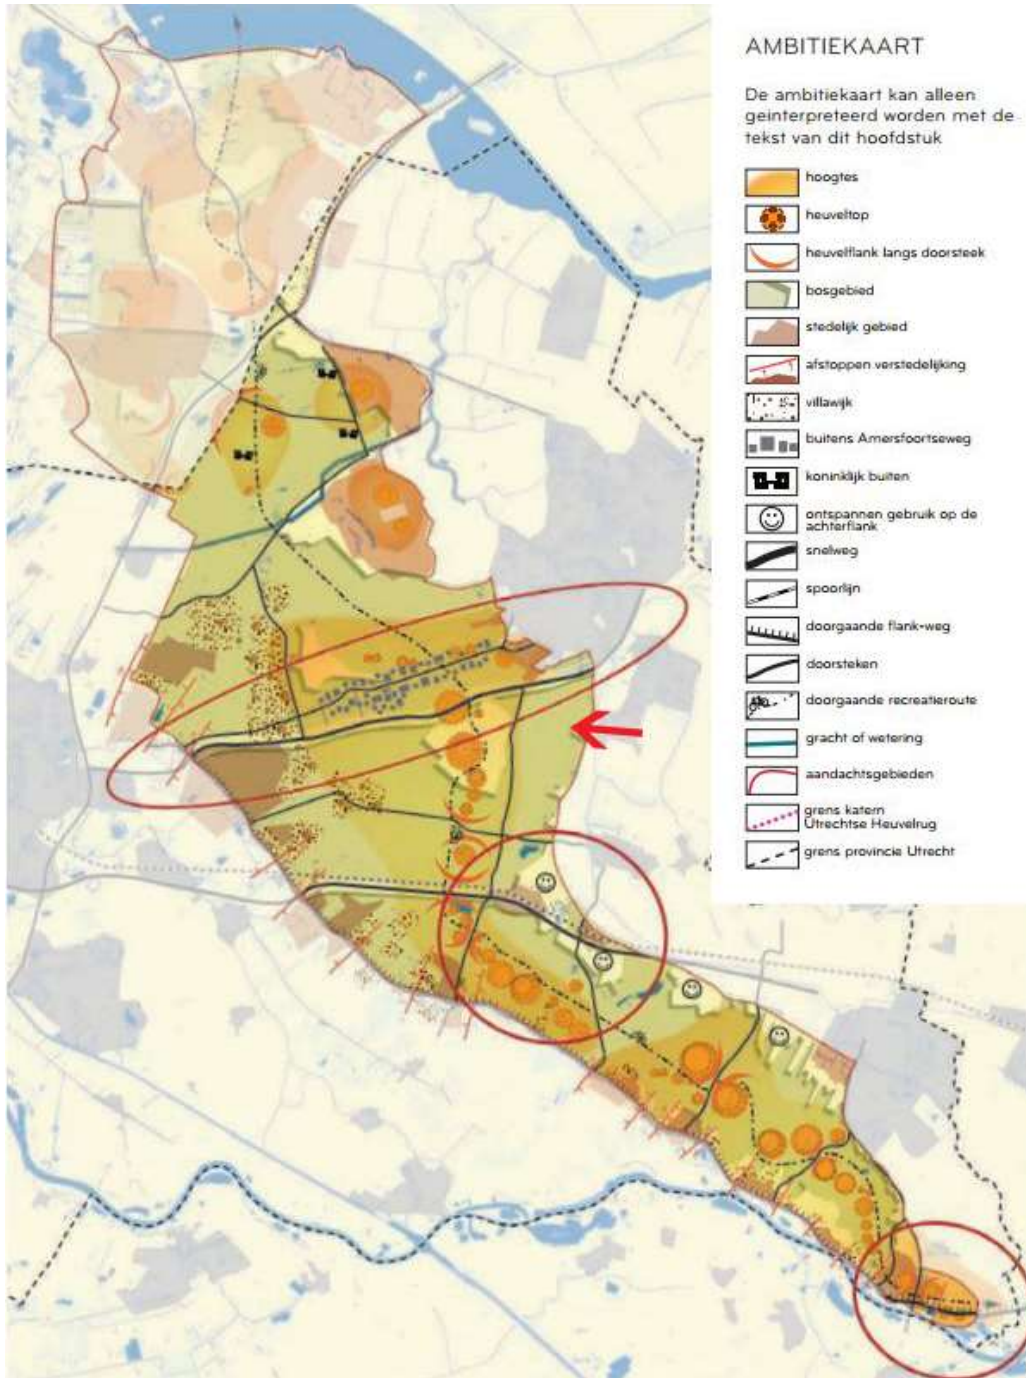 AMBITIEKAART
De ambitiekaart kan alleen
geinterpreteerd worden met de
tekst van dit hoofdstuk
hoogtes
heuveltop
heuvelflank langs doorsteek
bosgebied
stedelijk gebied
afstoppen verstedelijking
villawijk
buitens Amersfoortseweg
koninklijk buiten
ontspannen gebruik op de
achterflank
snelweg
spoorlijn
doorgaande flank-weg
doorsteken
doorgaande recreatieroute
gracht of wetering
aandachtsgebieden
grens katern
Utrechtse Heuvelrug
grens provincie Utrecht